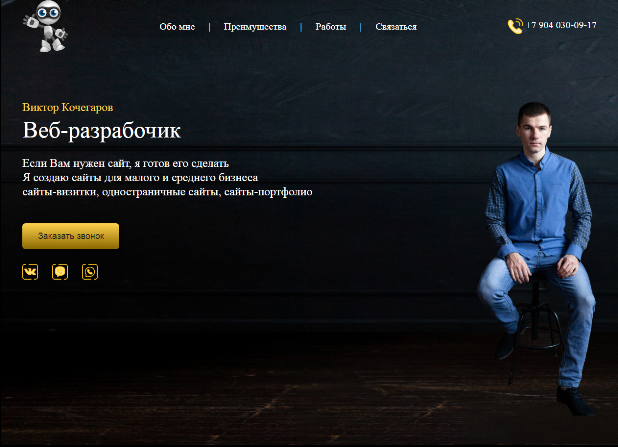 Обо мне | Преимушества | Работы | Связаться
+7 904 030-09-17
Виктор Кочегаров
Веб-разрабочик
Если Вам нужен сайт, я готов его сделать
Я создаю сайты для малого и среднего бизнеса
сайты-визитки, одностраничные сайты, сайты-портфолио
Заказать звонок